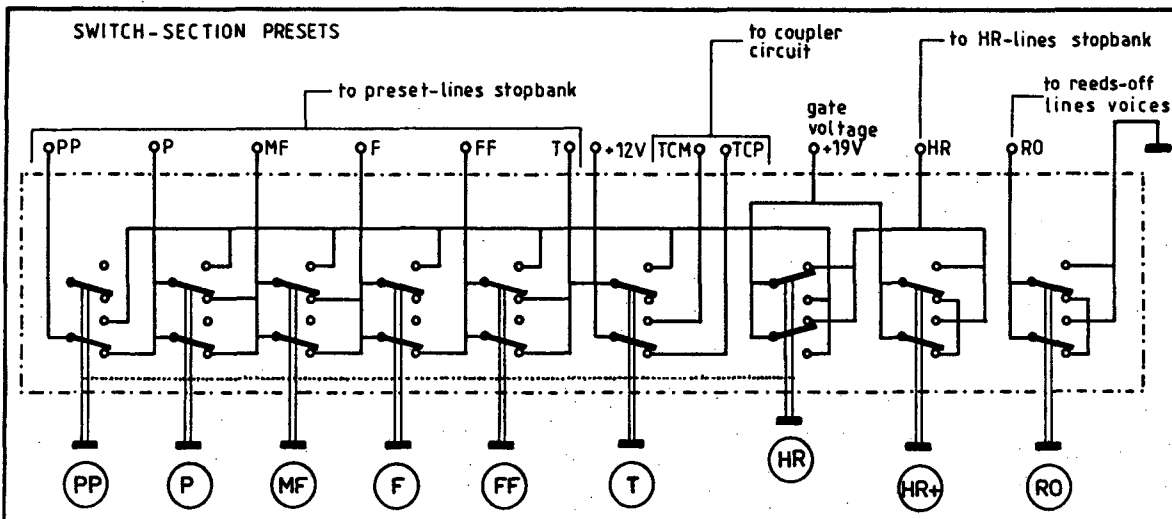 SWITCH-SECTION PRESETS
to coupler
circuit
to HR-lines stopbank
to preset-lines stopbank
to reeds-off
lines voices
gate
voltage
PP P MF F FF T +12V TCM TCP +19V HR RO
PP P MF F FF T HR HR+ RO